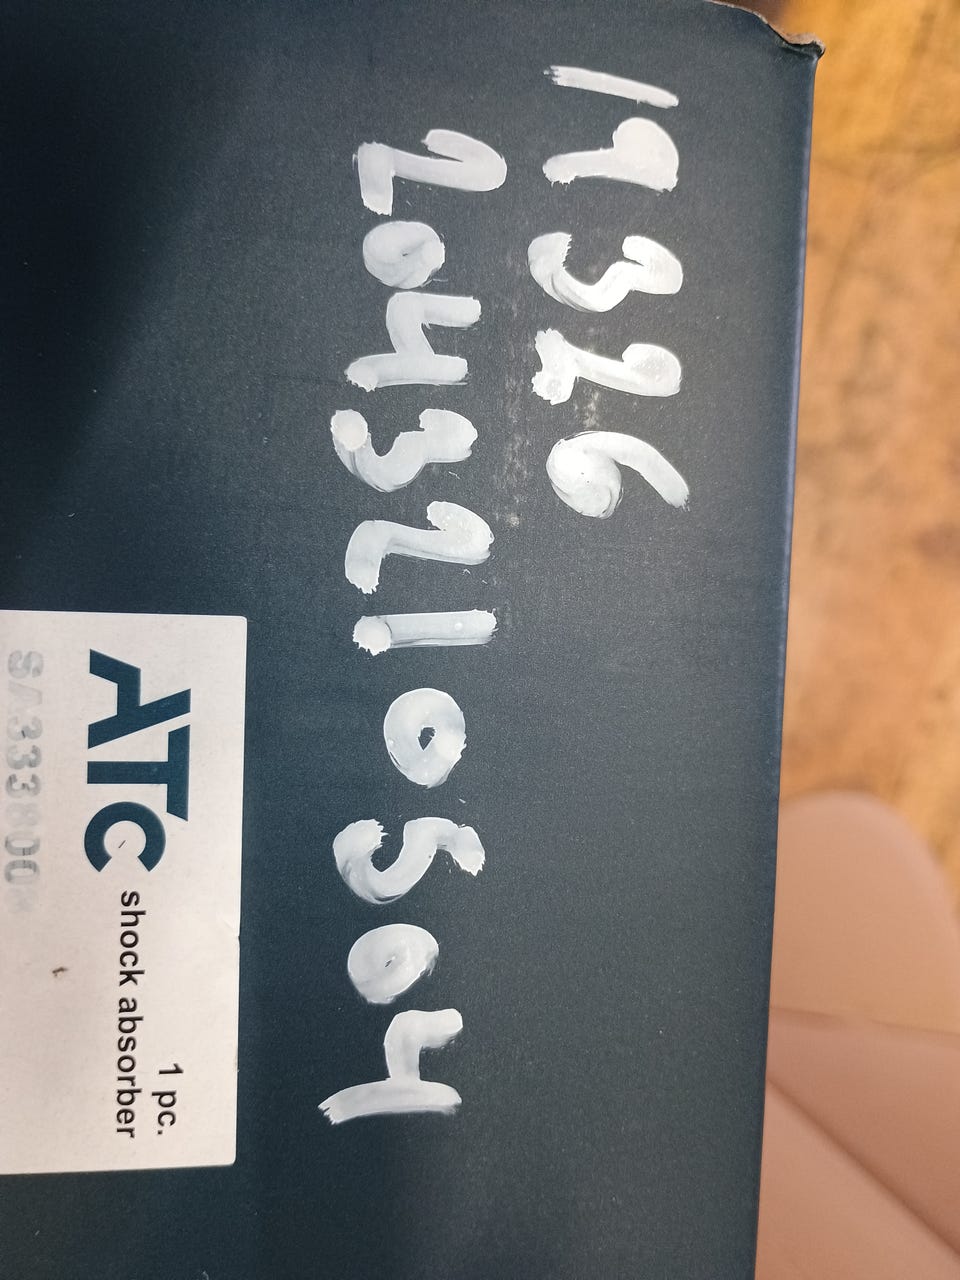 19326
2043210504
ATC shock absorber
1 pc.